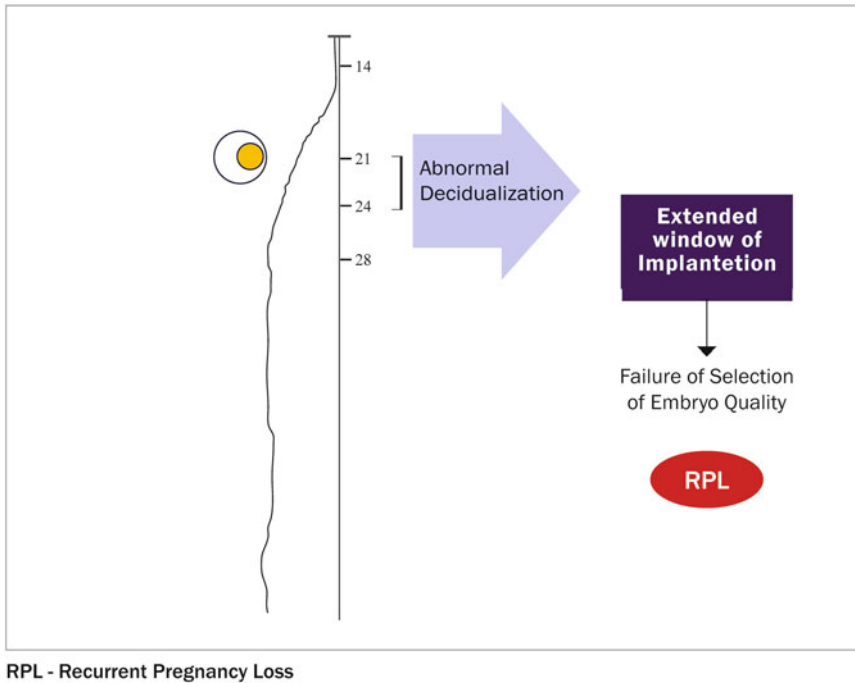 14
21
24
28
Abnormal
Decidualization
Extended
window of
Implantetion
Failure of Selection
of Embryo Quality
RPL
RPL - Recurrent Pregnancy Loss